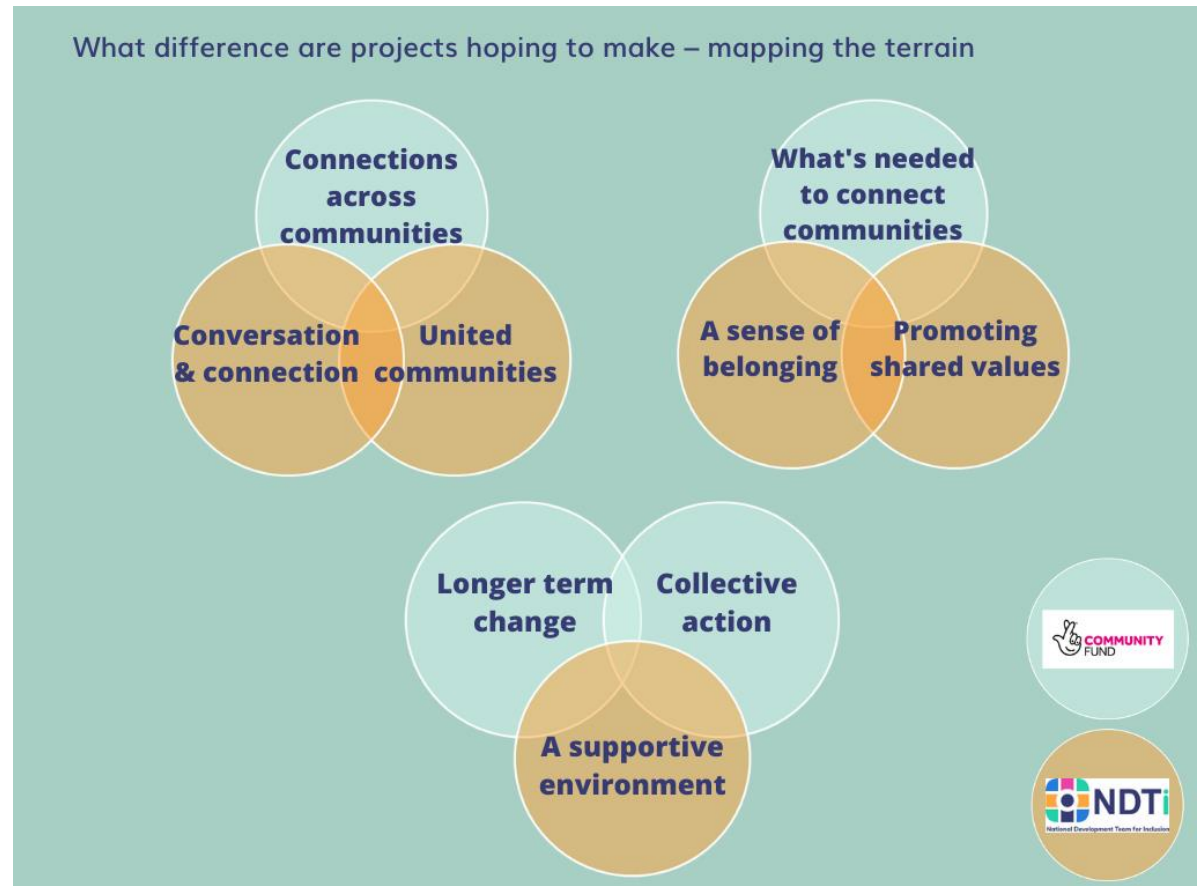 What difference are projects hoping to make – mapping the terrain
Connections
across
communities
Conversation
& connection
United
communities
What's needed
to connect
communities
A sense of
belonging
Promoting
shared values
Longer term
change
Collective
action
A supportive
environment
COMMUNITY
FUND
NDTi
National Development Team for Inclusion